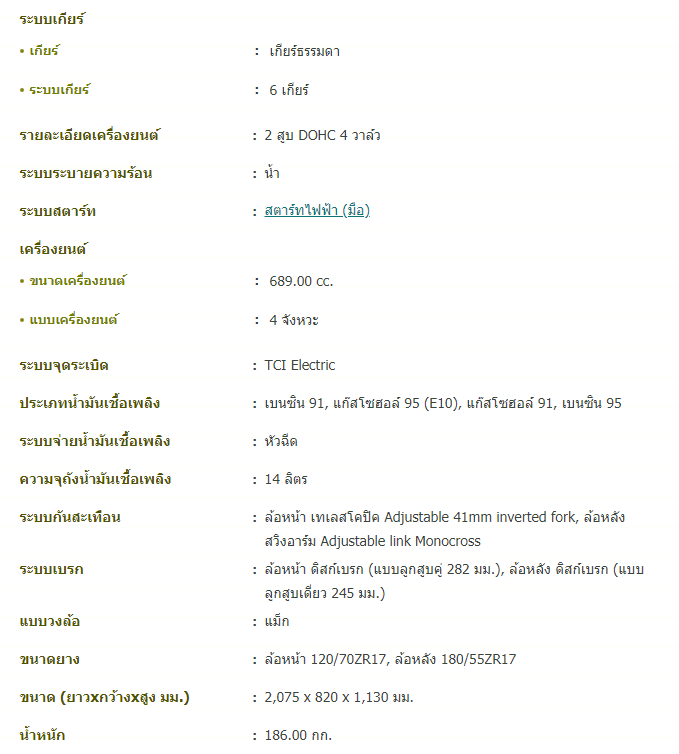 ระบบเกียร์
• เกียร์ : เกียร์ธรรมดา
• ระบบเกียร์ : 6 เกียร์
รายละเอียดเครื่องยนต์ : 2 สูบ DOHC 4 วาล์ว
ระบบระบายความร้อน : น้ำ
ระบบสตาร์ท : สตาร์ทไฟฟ้า (มือ)
เครื่องยนต์
• ขนาดเครื่องยนต์ : 689.00 cc.
• แบบเครื่องยนต์ : 4 จังหวะ
ระบบจุดระเบิด : TCI Electric
ประเภทน้ำมันเชื้อเพลิง : เบนซิน 91, แก๊สโซฮอล์ 95 (E10), แก๊สโซฮอล์ 91, เบนซิน 95
ระบบจ่ายน้ำมันเชื้อเพลิง : หัวฉีด
ความจุถังน้ำมันเชื้อเพลิง : 14 ลิตร
ระบบกันสะเทือน : ล้อหน้า เทเลสโคปิค Adjustable 41mm inverted fork, ล้อหลัง
สวิงอาร์ม Adjustable link Monocross
ระบบเบรก : ล้อหน้า ดิสก์เบรก (แบบลูกสูบคู่ 282 มม.), ล้อหลัง ดิสก์เบรก (แบบ
ลูกสูบเดี่ยว 245 มม.)
แบบวงล้อ : แม็ก
ขนาดยาง : ล้อหน้า 120/70ZR17, ล้อหลัง 180/55ZR17
ขนาด (ยาวxกว้างxสูง มม.) : 2,075 x 820 x 1,130 มม.
น้ำหนัก : 186.00 กก.